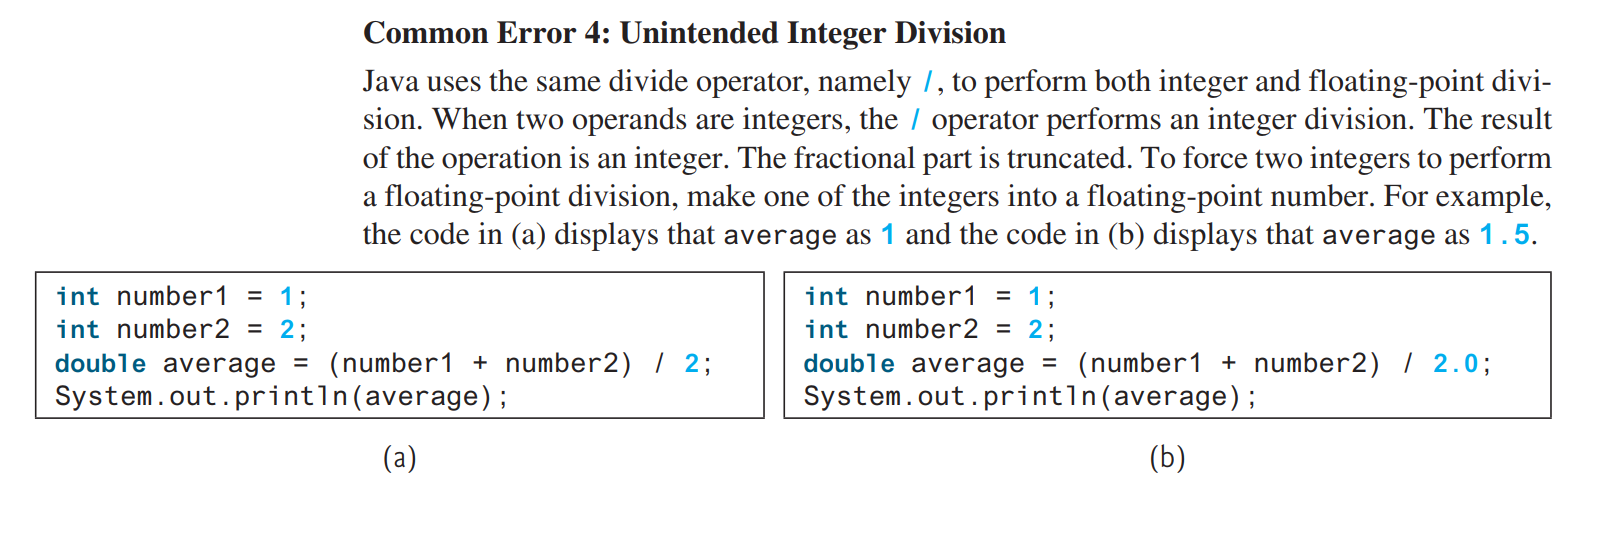 Common Error 4: Unintended Integer Division
Java uses the same divide operator, namely /, to perform both integer and floating-point divi-
sion. When two operands are integers, the / operator performs an integer division. The result
of the operation is an integer. The fractional part is truncated. To force two integers to perform
a floating-point division, make one of the integers into a floating-point number. For example,
the code in (a) displays that average as 1 and the code in (b) displays that average as 1.5.
int number1 = 1;
int number2 = 2;
double average = (number1 + number2) / 2;
System.out.println(average);
(a)
int number1 = 1;
int number2 = 2;
double average = (number1 + number2) / 2.0;
System.out.println(average);
(b)